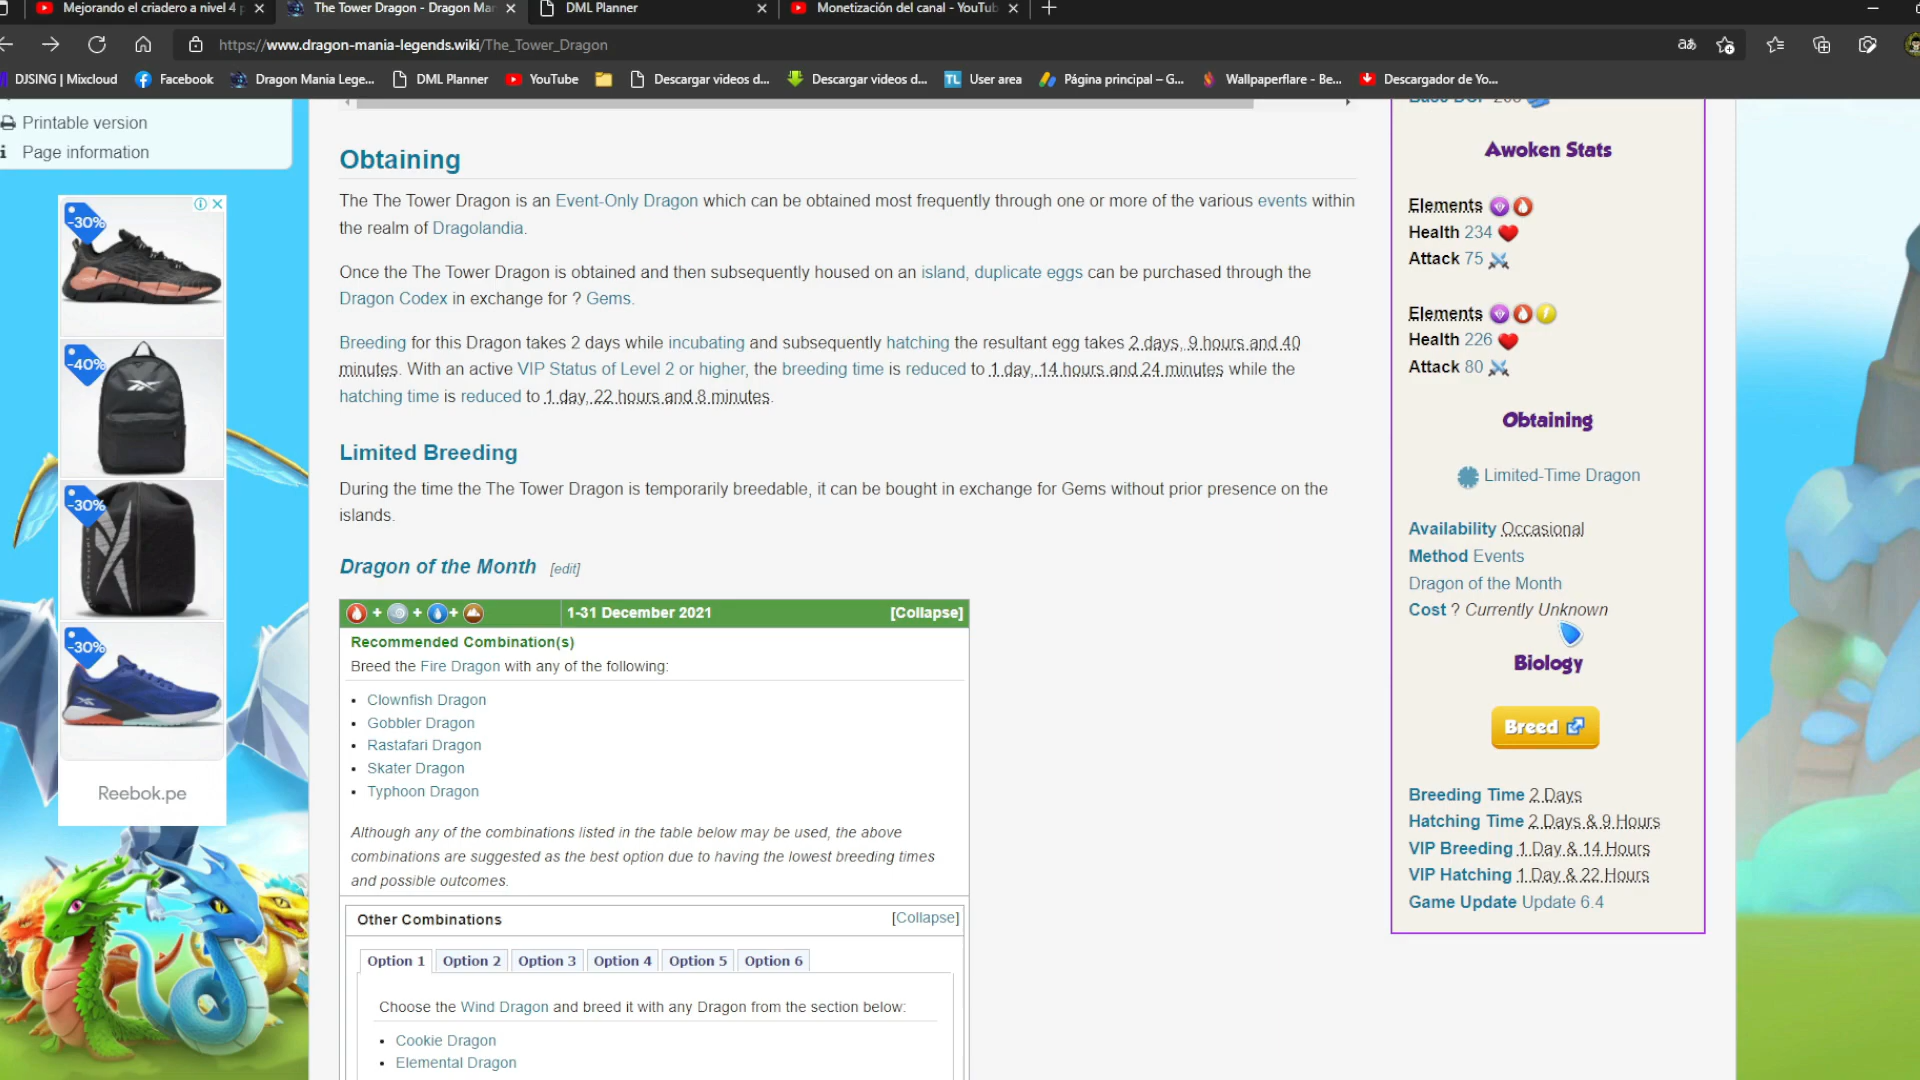 Mejorando el criadero a nivel 4
The Tower Dragon - Dragon Man
DML Planner
Monetización del canal - YouTub
https://www.dragon-mania-legends.wiki/The_Tower_Dragon
DJSING | Mixcloud
Facebook
Dragon Mania Lege...
DML Planner
YouTube
Descargar videos d...
Descargar videos d...
User area
Página principal – G...
Wallpaperflare - Be...
Descargador de Yo...
Printable version
Page information
-30%
-40%
-30%
-30%
Reebok.pe
Obtaining
The The Tower Dragon is an Event-Only Dragon which can be obtained most frequently through one or more of the various events within
the realm of Dragolandia.
Once the The Tower Dragon is obtained and then subsequently housed on an island, duplicate eggs can be purchased through the
Dragon Codex in exchange for ? Gems.
Breeding for this Dragon takes 2 days while incubating and subsequently hatching the resultant egg takes 2 days, 9 hours and 40
minutes. With an active VIP Status of Level 2 or higher, the breeding time is reduced to 1 day, 14 hours and 24 minutes while the
hatching time is reduced to 1 day, 22 hours and 8 minutes.
Limited Breeding
During the time the The Tower Dragon is temporarily breedable, it can be bought in exchange for Gems without prior presence on the
islands.
Dragon of the Month [edit]
+ + + 1-31 December 2021 [Collapse]
Recommended Combination(s)
Breed the Fire Dragon with any of the following:
• Clownfish Dragon
• Gobbler Dragon
• Rastafari Dragon
• Skater Dragon
• Typhoon Dragon
Although any of the combinations listed in the table below may be used, the above
combinations are suggested as the best option due to having the lowest breeding times
and possible outcomes.
Other Combinations [Collapse]
Option 1 Option 2 Option 3 Option 4 Option 5 Option 6
Choose the Wind Dragon and breed it with any Dragon from the section below:
• Cookie Dragon
• Elemental Dragon
Awoken Stats
Elements
Health 234
Attack 75
Elements
Health 226
Attack 80
Obtaining
Limited-Time Dragon
Availability Occasional
Method Events
Dragon of the Month
Cost ? Currently Unknown
Biology
Breed
Breeding Time 2 Days
Hatching Time 2 Days & 9 Hours
VIP Breeding 1 Day & 14 Hours
VIP Hatching 1 Day & 22 Hours
Game Update Update 6.4